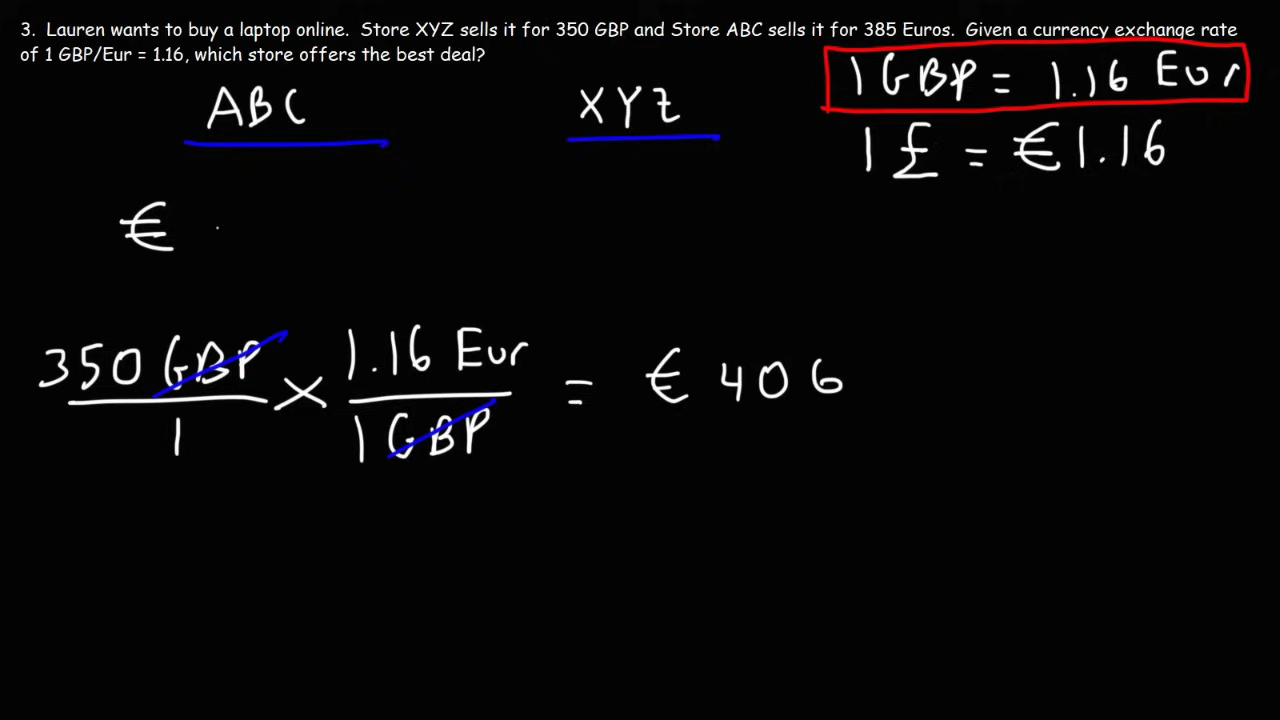 3. Lauren wants to buy a laptop online. Store XYZ sells it for 350 GBP and Store ABC sells it for 385 Euros. Given a currency exchange rate
of 1 GBP/Eur = 1.16, which store offers the best deal?
1 GBP = 1.16 Eur
ABC XYZ
1 £ = €1.16
€
350 GBP × 1.16 Eur = € 406
1 1 GBP